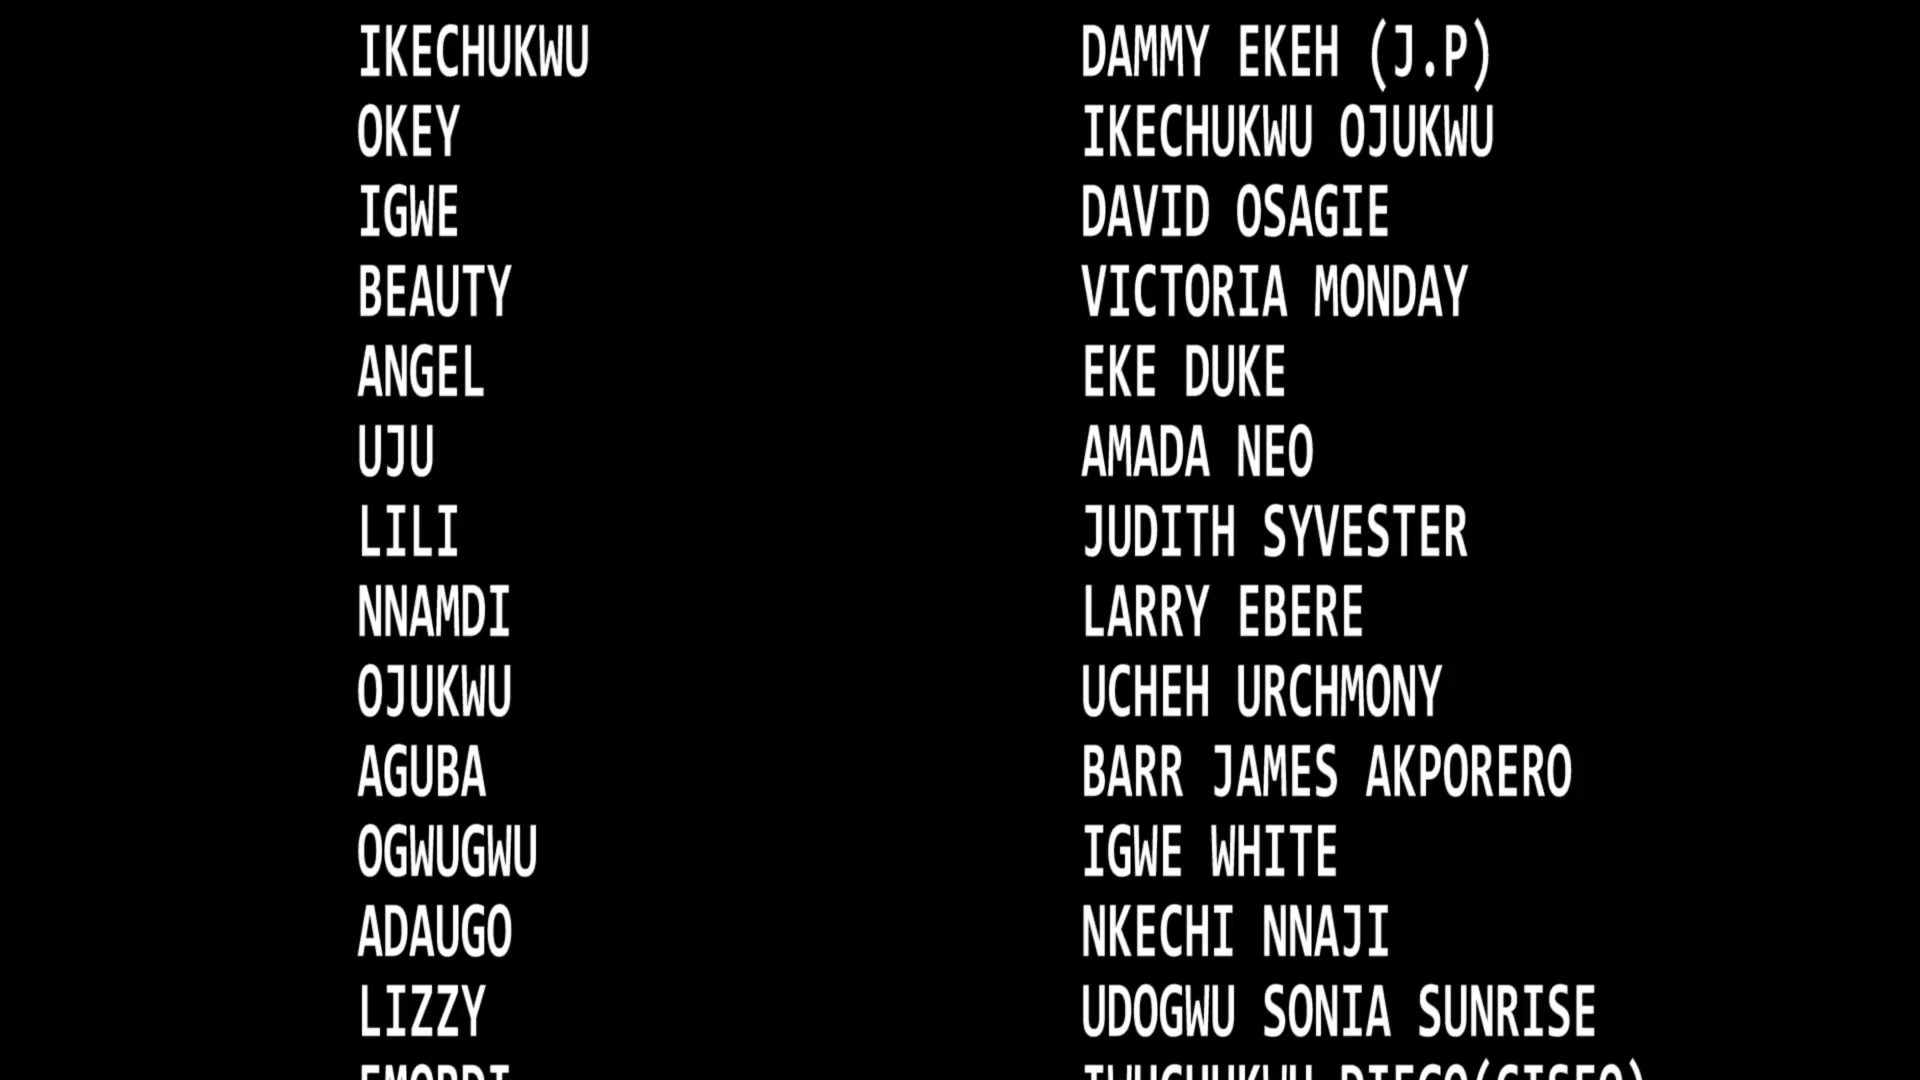 IKECHUKWU DAMMY EKEH (J.P)
OKEY IKECHUKWU OJUKWU
IGWE DAVID OSAGIE
BEAUTY VICTORIA MONDAY
ANGEL EKE DUKE
UJU AMADA NEO
LILI JUDITH SYVESTER
NNAMDI LARRY EBERE
OJUKWU UCHEH URCHMONY
AGUBA BARR JAMES AKPORERO
OGWUGWU IGWE WHITE
ADAUGO NKECHI NNAJI
LIZZY UDOGWU SONIA SUNRISE